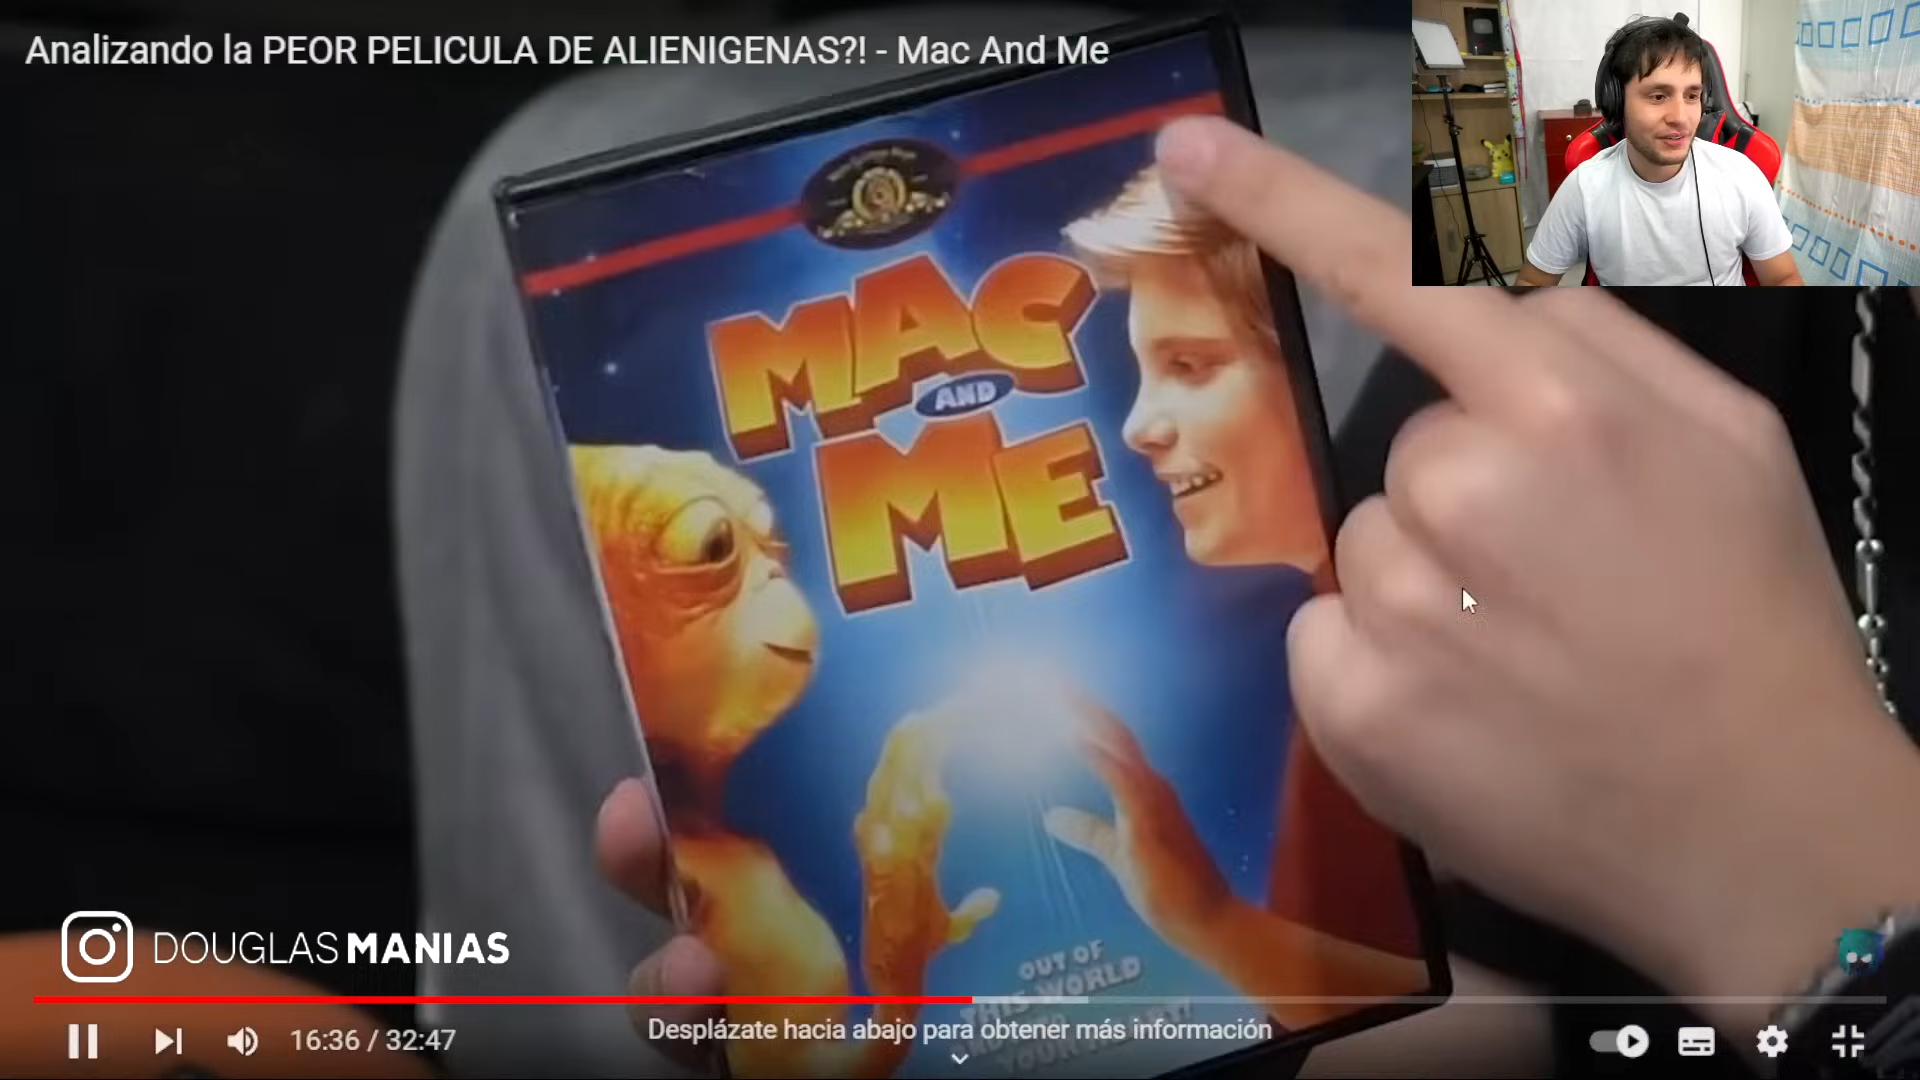 Analizando la PEOR PELICULA DE ALIENIGENAS?! - Mac And Me
MAC
AND
ME
OUT OF
THIS WORLD
DOUGLASMANIAS
16:36 / 32:47
Desplázate hacia abajo para obtener más información